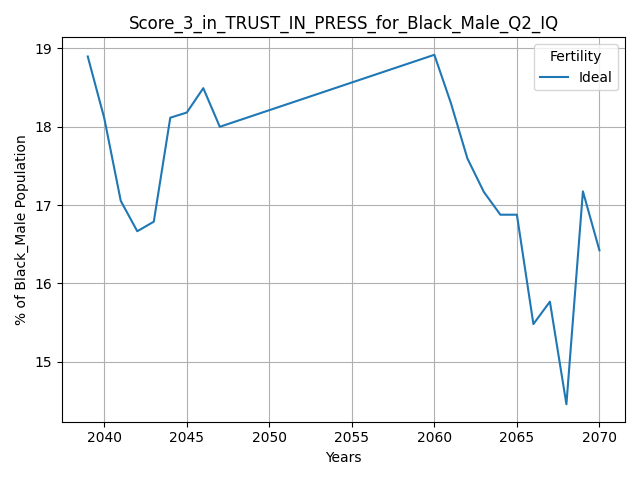 Score_3_in_TRUST_IN_PRESS_for_Black_Male_Q2_IQ
Fertility
Ideal
% of Black_Male Population
19
18
17
16
15
2040
2045
2050
2055
2060
2065
2070
Years